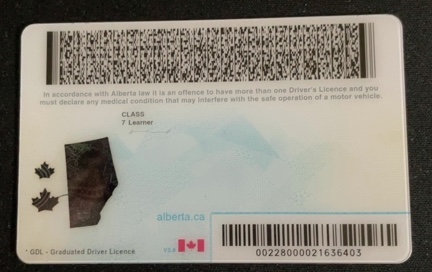 In accordance with Alberta law it is an offence to have more than one Driver's Licence and you
must declare any medical condition that may interfere with the safe operation of a motor vehicle.
CLASS
7 Learner
alberta.ca
* GDL - Graduated Driver Licence
00228000021636403